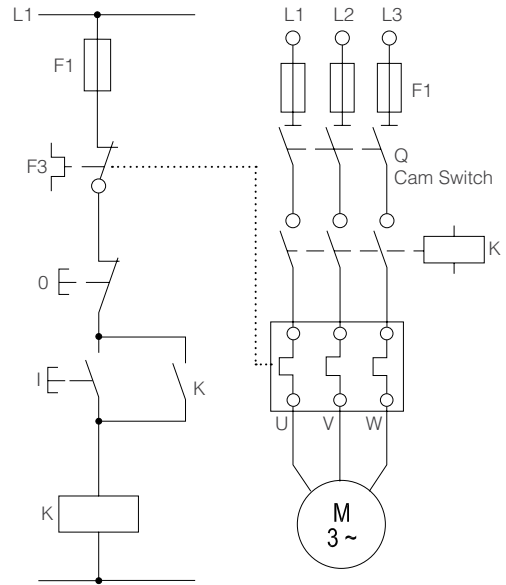 L1
F1
F3
0
I
K
K
L1 L2 L3
F1
Q
Cam Switch
K
U V W
M
3 ~